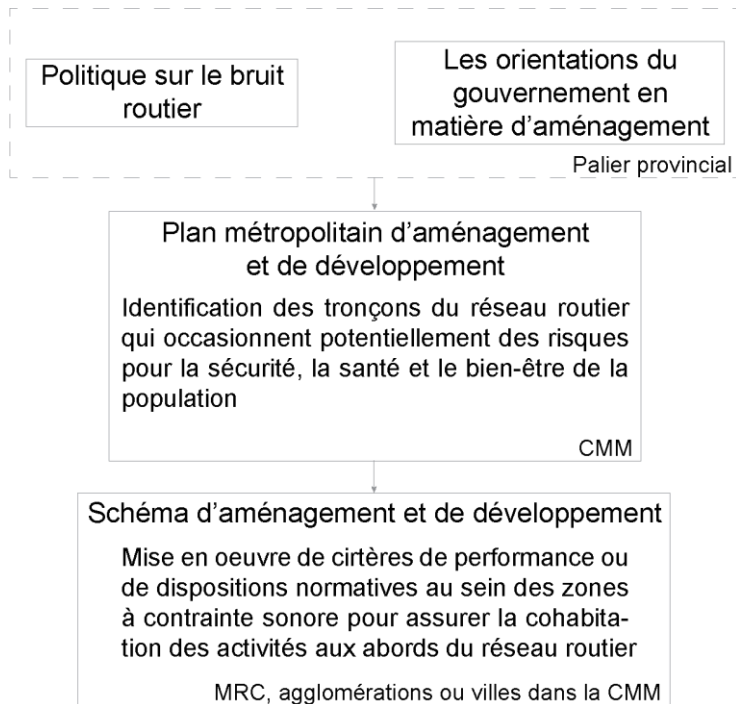 Politique sur le bruit
routier
Les orientations du
gouvernement en
matière d'aménagement
Palier provincial
Plan métropolitain d'aménagement
et de développement
Identification des tronçons du réseau routier
qui occasionnent potentiellement des risques
pour la sécurité, la santé et le bien-être de la
population
CMM
Schéma d'aménagement et de développement
Mise en oeuvre de cirtères de performance ou
de dispositions normatives au sein des zones
à contrainte sonore pour assurer la cohabita-
tion des activités aux abords du réseau routier
MRC, agglomérations ou villes dans la CMM